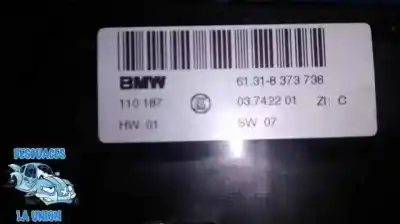 BMW 61.31-8 373 738
110 187 03.7422 01 ZI: C
HW 01 SW 07
DESGUACES
LA UNION